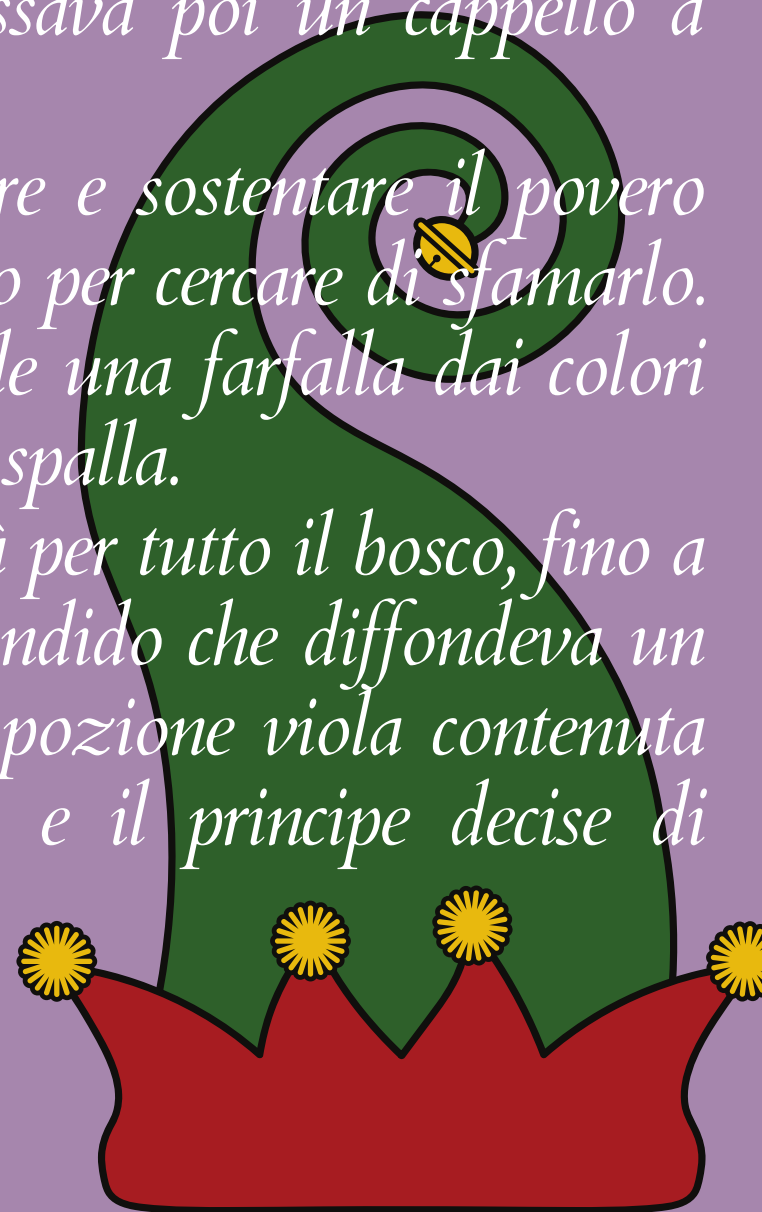 ssava poi un cappello a
re e sostentare il povero
o per cercare di sfamarlo.
le una farfalla dai colori
spalla.
per tutto il bosco, fino a
ndido che diffondeva un
pozione viola contenuta
e il principe decise di